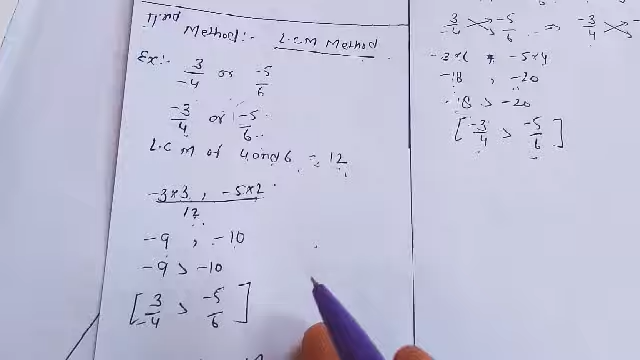 IIIrd
Method:- L.C.M Method
Ex:- 3/-4 or -5/6
-3/4 or -5/6
L.C.M of 4 and 6 = 12
-3×3 , -5×2
12
-9 , -10
-9 > -10
[3/-4 > -5/6]
3/-4 -5/6 ⇒ -3/4
-3×6 , -5×4
-18 , -20
-18 > -20
[-3/4 > -5/6]